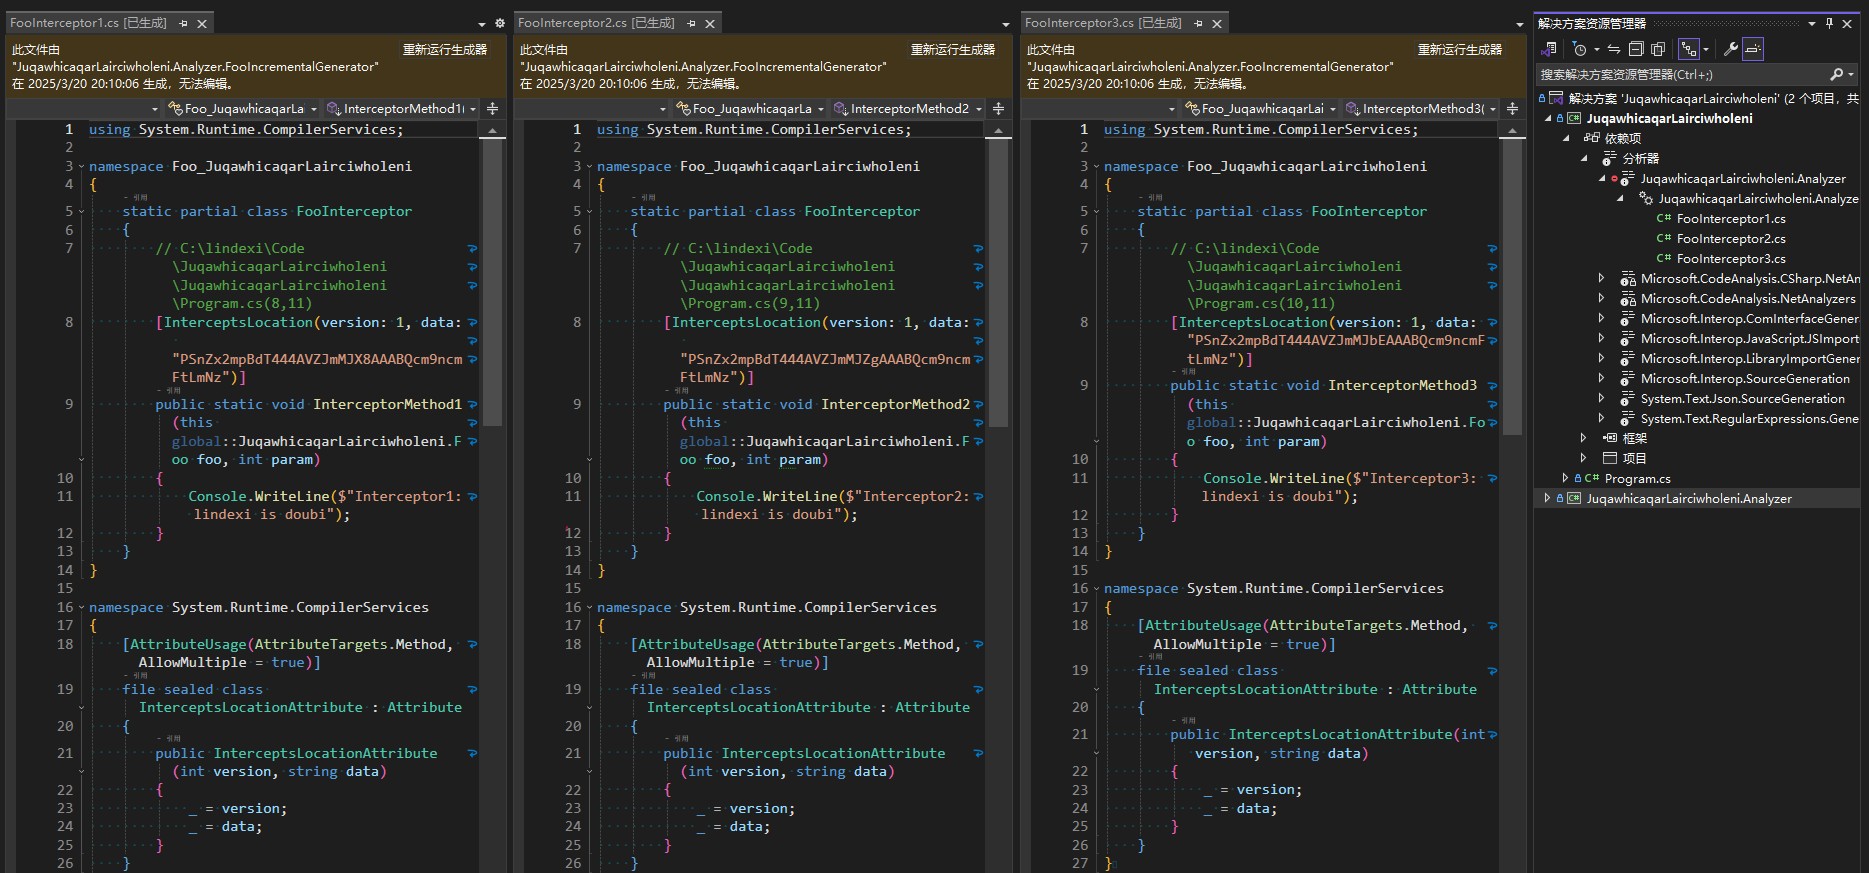 FooInterceptor1.cs [已生成]
此文件由
重新运行生成器
"JuqawhicaqarLairciwholeni.Analyzer.FooIncrementalGenerator"
在 2025/3/20 20:10:06 生成，无法编辑。
Foo_JuqawhicaqarLa
InterceptorMethod1(
1 using System.Runtime.CompilerServices;
2
3 namespace Foo_JuqawhicaqarLairciwholeni
4 {
- 引用
5 static partial class FooInterceptor
6 {
7 // C:\lindexi\Code
\JuqawhicaqarLairciwholeni
\JuqawhicaqarLairciwholeni
\Program.cs(8,11)
8 [InterceptsLocation(version: 1, data:
"PSnZx2mpBdT444AVZJmMJX8AAABQcm9ncm
FtLmNz")]
- 引用
9 public static void InterceptorMethod1
(this
global::JuqawhicaqarLairciwholeni.F
oo foo, int param)
10 {
11 Console.WriteLine($"Interceptor1:
lindexi is doubi");
12 }
13 }
14 }
15
16 namespace System.Runtime.CompilerServices
17 {
18 [AttributeUsage(AttributeTargets.Method,
AllowMultiple = true)]
- 引用
19 file sealed class
InterceptsLocationAttribute : Attribute
20 {
- 引用
21 public InterceptsLocationAttribute
(int version, string data)
22 {
23 _ = version;
24 _ = data;
25 }
26 }
FooInterceptor2.cs [已生成]
此文件由
重新运行生成器
"JuqawhicaqarLairciwholeni.Analyzer.FooIncrementalGenerator"
在 2025/3/20 20:10:06 生成，无法编辑。
Foo_JuqawhicaqarLa
InterceptorMethod2
1 using System.Runtime.CompilerServices;
2
3 namespace Foo_JuqawhicaqarLairciwholeni
4 {
- 引用
5 static partial class FooInterceptor
6 {
7 // C:\lindexi\Code
\JuqawhicaqarLairciwholeni
\JuqawhicaqarLairciwholeni
\Program.cs(9,11)
8 [InterceptsLocation(version: 1, data:
"PSnZx2mpBdT444AVZJmMJZgAAABQcm9ncm
FtLmNz")]
- 引用
9 public static void InterceptorMethod2
(this
global::JuqawhicaqarLairciwholeni.F
oo foo, int param)
10 {
11 Console.WriteLine($"Interceptor2:
lindexi is doubi");
12 }
13 }
14 }
15
16 namespace System.Runtime.CompilerServices
17 {
18 [AttributeUsage(AttributeTargets.Method,
AllowMultiple = true)]
- 引用
19 file sealed class
InterceptsLocationAttribute : Attribute
20 {
- 引用
21 public InterceptsLocationAttribute
(int version, string data)
22 {
23 _ = version;
24 _ = data;
25 }
26 }
FooInterceptor3.cs [已生成]
此文件由
重新运行生成器
"JuqawhicaqarLairciwholeni.Analyzer.FooIncrementalGenerator"
在 2025/3/20 20:10:06 生成，无法编辑。
Foo_JuqawhicaqarLai
InterceptorMethod3(
1 using System.Runtime.CompilerServices;
2
3 namespace Foo_JuqawhicaqarLairciwholeni
4 {
- 引用
5 static partial class FooInterceptor
6 {
7 // C:\lindexi\Code
\JuqawhicaqarLairciwholeni
\JuqawhicaqarLairciwholeni
\Program.cs(10,11)
8 [InterceptsLocation(version: 1, data:
"PSnZx2mpBdT444AVZJmMJbEAAABQcm9ncmF
tLmNz")]
- 引用
9 public static void InterceptorMethod3
(this
global::JuqawhicaqarLairciwholeni.Fo
o foo, int param)
10 {
11 Console.WriteLine($"Interceptor3:
lindexi is doubi");
12 }
13 }
14 }
15
16 namespace System.Runtime.CompilerServices
17 {
18 [AttributeUsage(AttributeTargets.Method,
AllowMultiple = true)]
- 引用
19 file sealed class
InterceptsLocationAttribute : Attribute
20 {
- 引用
21 public InterceptsLocationAttribute(int
version, string data)
22 {
23 _ = version;
24 _ = data;
25 }
26 }
27 }
解决方案资源管理器
搜索解决方案资源管理器(Ctrl+;)
解决方案 'JuqawhicaqarLairciwholeni' (2 个项目, 共
JuqawhicaqarLairciwholeni
依赖项
分析器
JuqawhicaqarLairciwholeni.Analyzer
JuqawhicaqarLairciwholeni.Analyze
C# FooInterceptor1.cs
C# FooInterceptor2.cs
C# FooInterceptor3.cs
Microsoft.CodeAnalysis.CSharp.NetAn
Microsoft.CodeAnalysis.NetAnalyzers
Microsoft.Interop.ComInterfaceGener
Microsoft.Interop.JavaScript.JSImport
Microsoft.Interop.LibraryImportGener
Microsoft.Interop.SourceGeneration
System.Text.Json.SourceGeneration
System.Text.RegularExpressions.Gene
框架
项目
C# Program.cs
JuqawhicaqarLairciwholeni.Analyzer